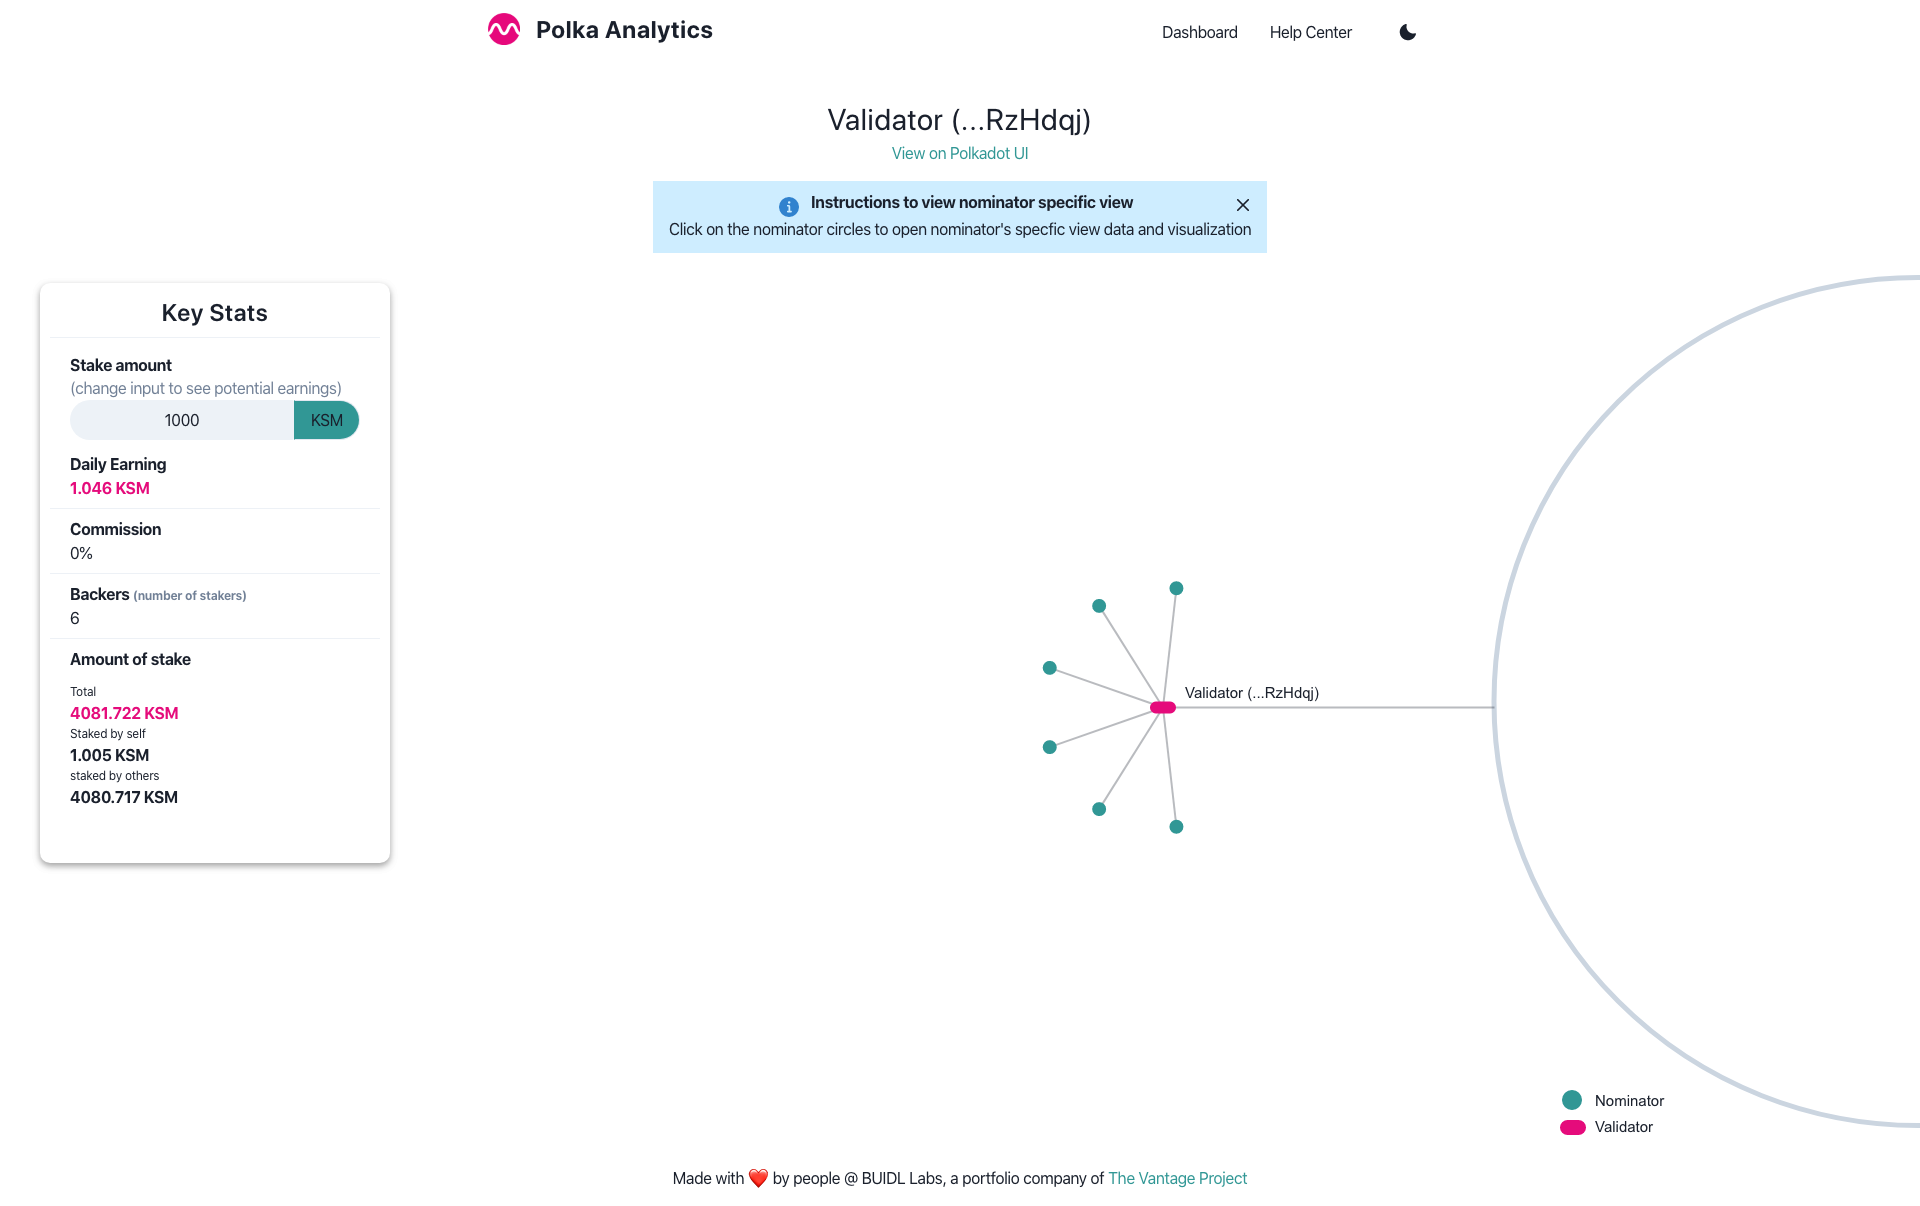 Polka Analytics
Dashboard
Help Center
Validator (...RzHdqj)
View on Polkadot UI
Instructions to view nominator specific view
Click on the nominator circles to open nominator's specfic view data and visualization
Key Stats
Stake amount
(change input to see potential earnings)
1000 KSM
Daily Earning
1.046 KSM
Commission
0%
Backers (number of stakers)
6
Amount of stake
Total
4081.722 KSM
Staked by self
1.005 KSM
staked by others
4080.717 KSM
Validator (...RzHdqj)
Nominator
Validator
Made with ❤️ by people @ BUIDL Labs, a portfolio company of The Vantage Project